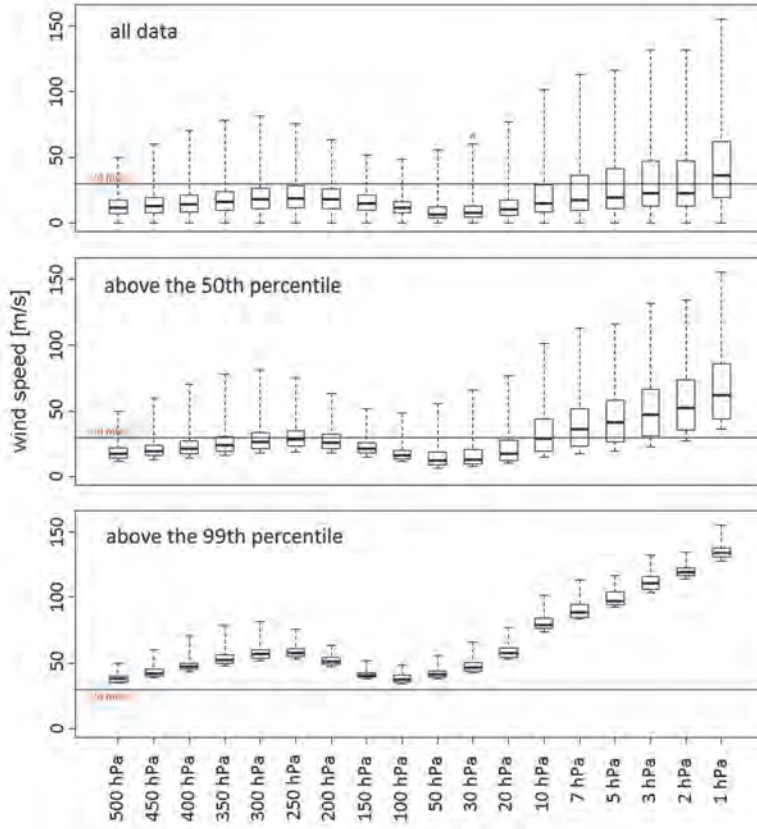 all data
150
100
50
0
above the 50th percentile
150
100
50
0
above the 99th percentile
150
100
50
0
wind speed [m/s]
500 hPa
450 hPa
400 hPa
350 hPa
300 hPa
250 hPa
200 hPa
150 hPa
100 hPa
50 hPa
30 hPa
20 hPa
10 hPa
7 hPa
5 hPa
3 hPa
2 hPa
1 hPa